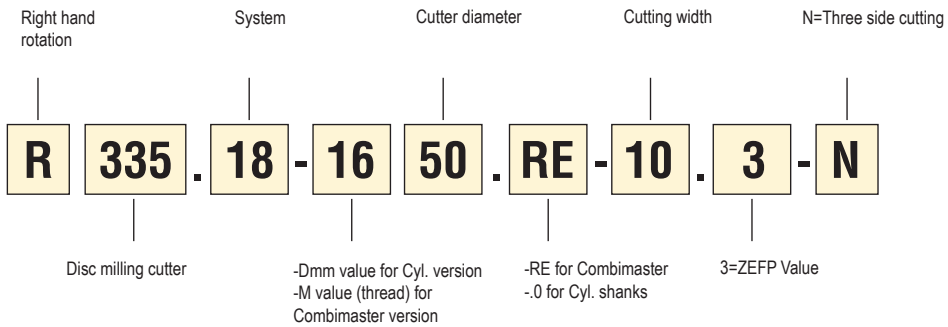 Right hand
rotation
System
Cutter diameter
Cutting width
N=Three side cutting
R 335 . 18 - 16 50 . RE - 10 . 3 - N
Disc milling cutter
-Dmm value for Cyl. version
-M value (thread) for
Combimaster version
-RE for Combimaster
-.0 for Cyl. shanks
3=ZEFP Value